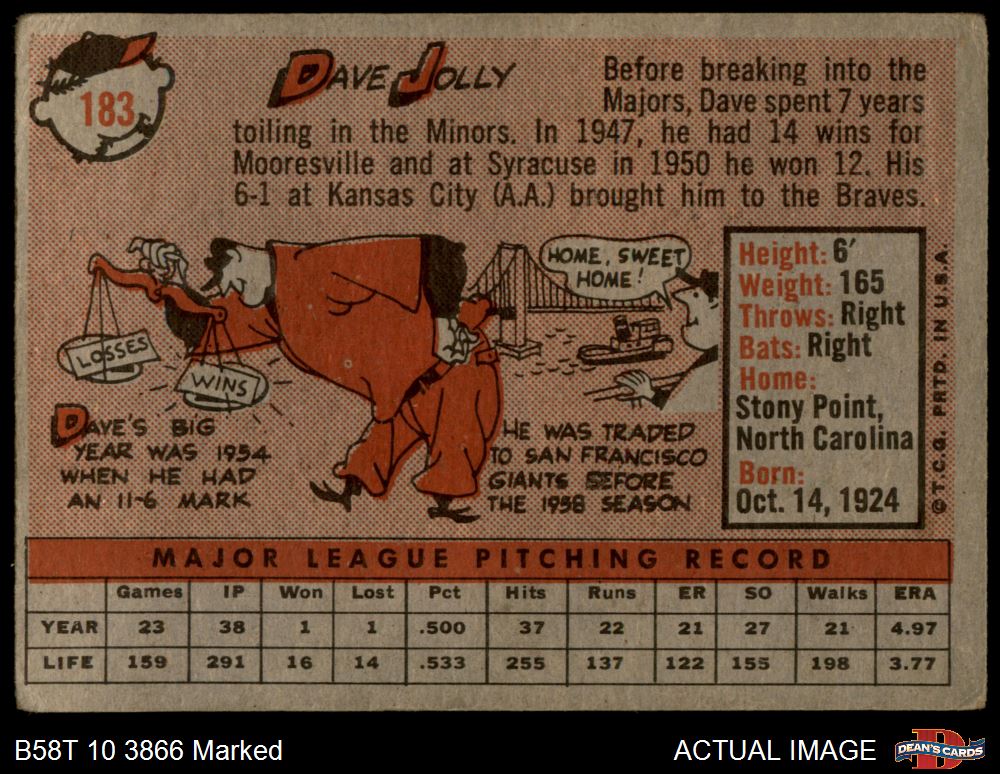 183
DAVE JOLLY
Before breaking into the
Majors, Dave spent 7 years
toiling in the Minors. In 1947, he had 14 wins for
Mooresville and at Syracuse in 1950 he won 12. His
6-1 at Kansas City (A.A.) brought him to the Braves.
LOSSES
WINS
DAVE'S BIG
YEAR WAS 1954
WHEN HE HAD
AN 11-6 MARK
HOME, SWEET
HOME!
HE WAS TRADED
TO SAN FRANCISCO
GIANTS BEFORE
THE 1958 SEASON
Height: 6'
Weight: 165
Throws: Right
Bats: Right
Home:
Stony Point,
North Carolina
Born:
Oct. 14, 1924
© T.C.G. PRTD. IN U.S.A.
MAJOR LEAGUE PITCHING RECORD
Games IP Won Lost Pct Hits Runs ER SO Walks ERA
YEAR 23 38 1 1 .500 37 22 21 27 21 4.97
LIFE 159 291 16 14 .533 255 137 122 155 198 3.77
B58T 10 3866 Marked
ACTUAL IMAGE
DEAN'S CARDS